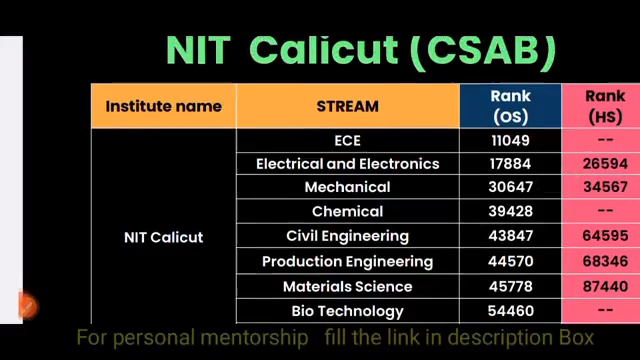 NIT Calicut (CSAB)
Institute name STREAM Rank (OS) Rank (HS)
ECE 11049 --
Electrical and Electronics 17884 26594
Mechanical 30647 34567
Chemical 39428 --
NIT Calicut Civil Engineering 43847 64595
Production Engineering 44570 68346
Materials Science 45778 87440
Bio Technology 54460 --
For personal mentorship fill the link in description Box